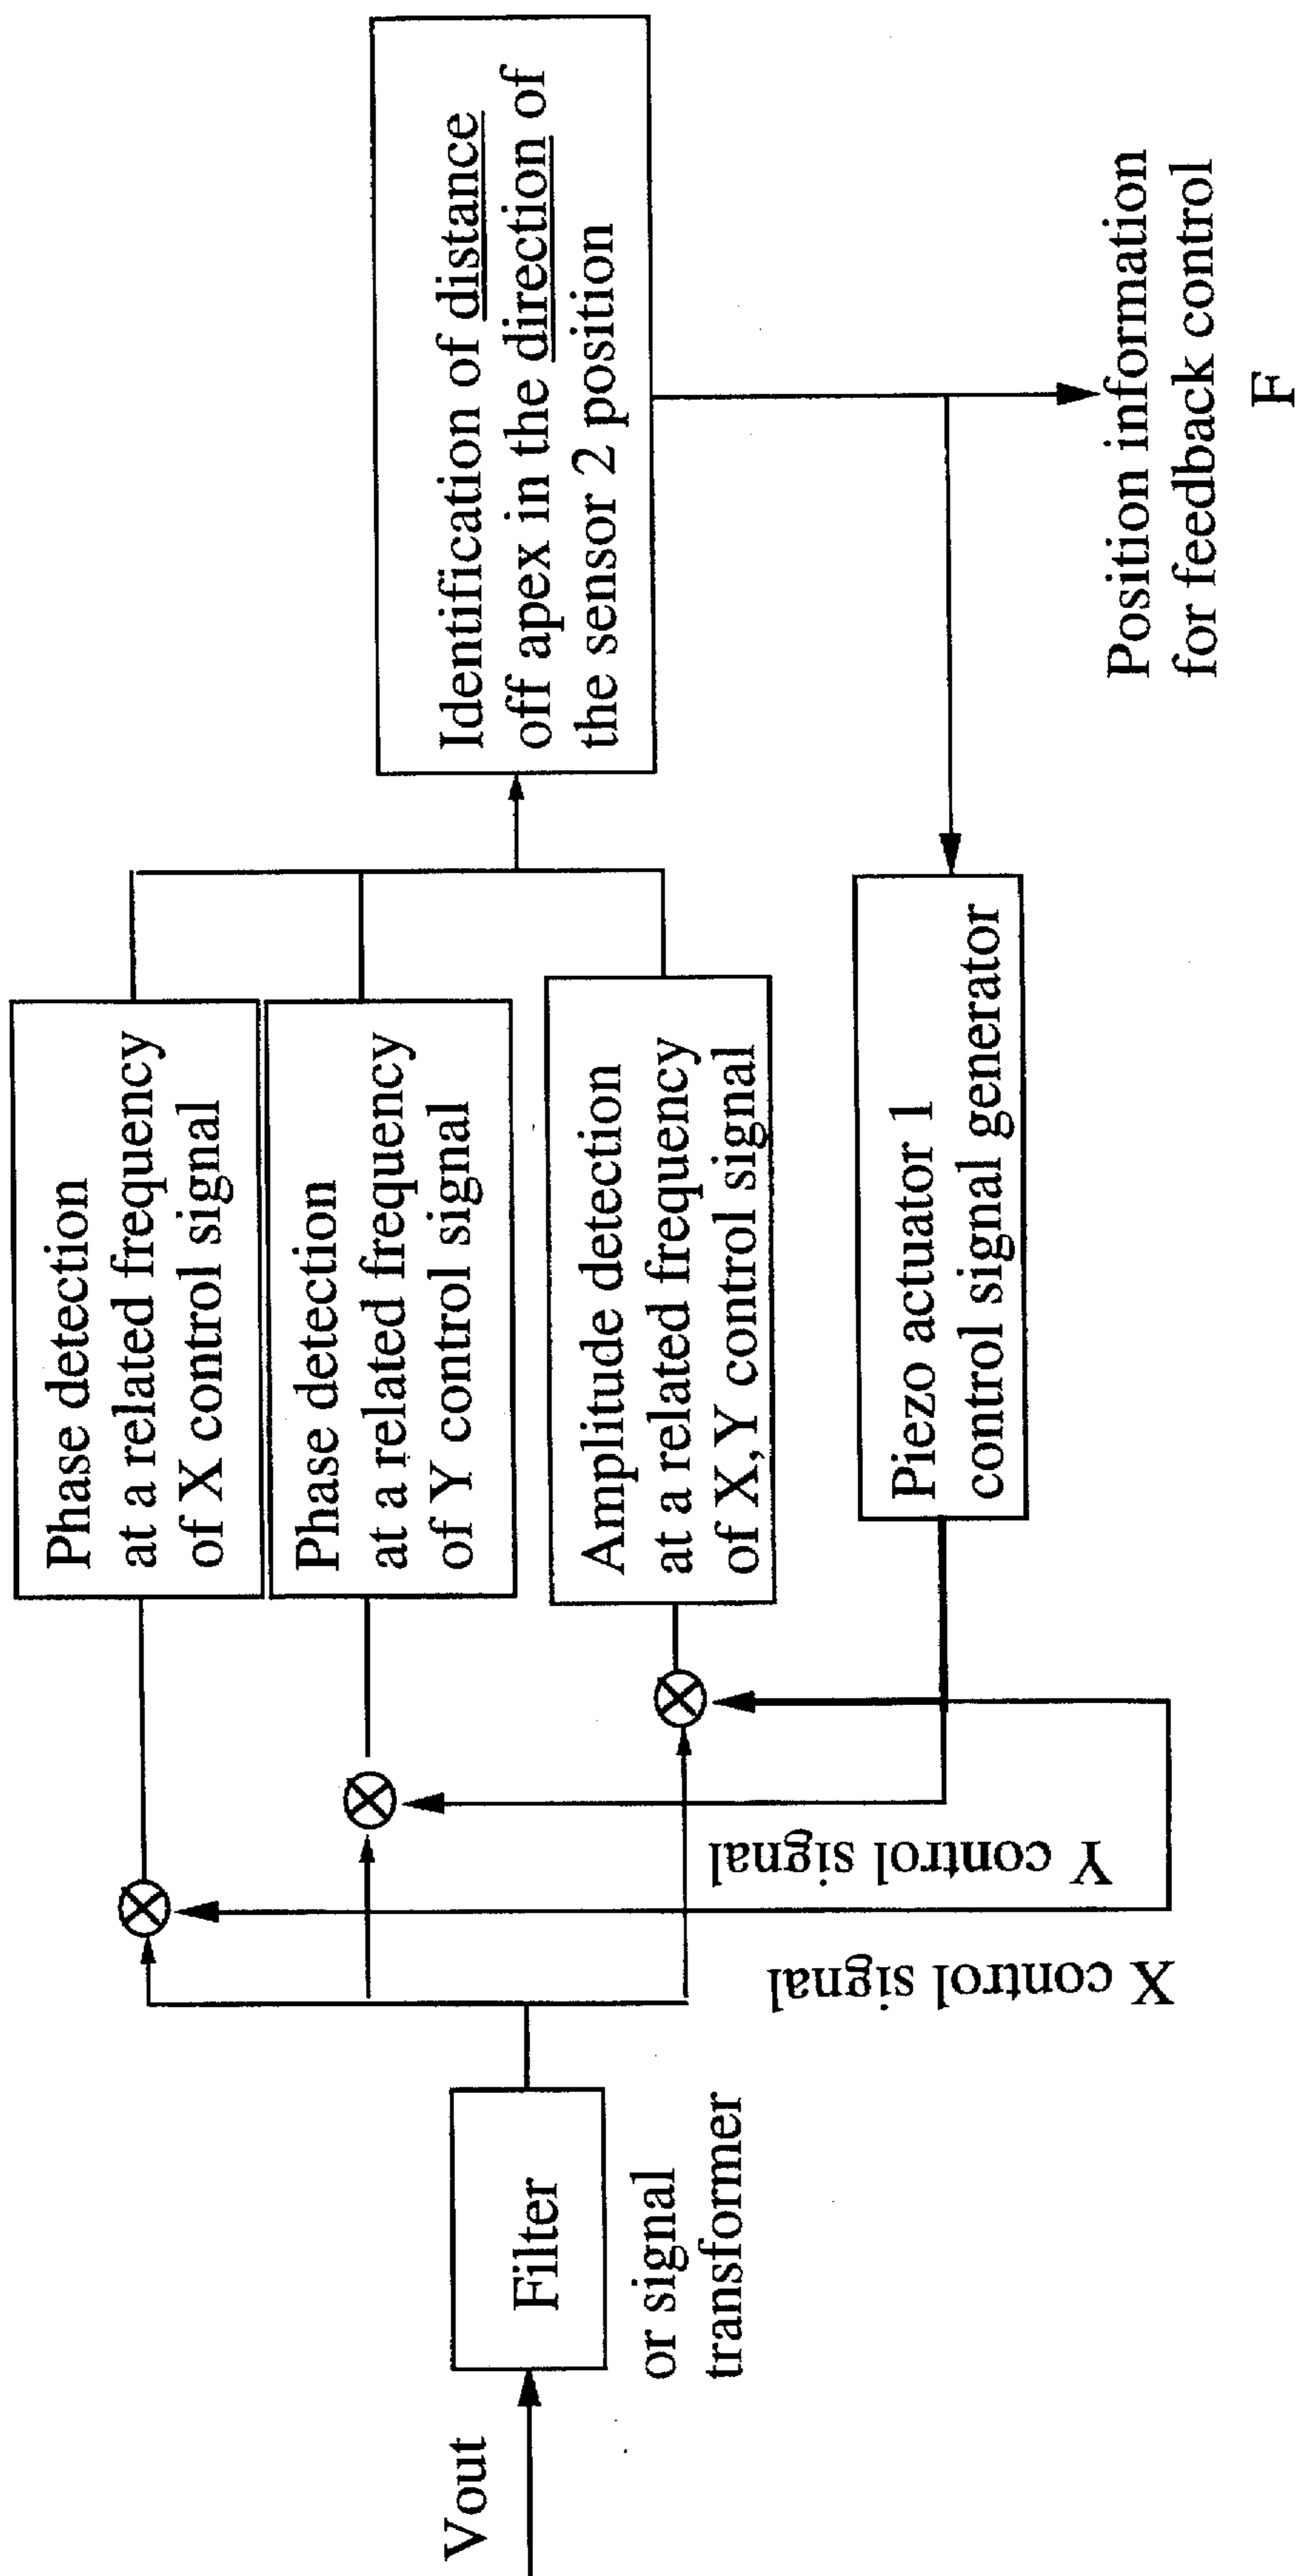 Vout
Filter
or signal
transformer
Phase detection
at a related frequency
of X control signal
Phase detection
at a related frequency
of Y control signal
Amplitude detection
at a related frequency
of X,Y control signal
Y control signal
X control signal
Piezo actuator 1
control signal generator
Identification of distance
off apex in the direction of
the sensor 2 position
Position information
for feedback control
F